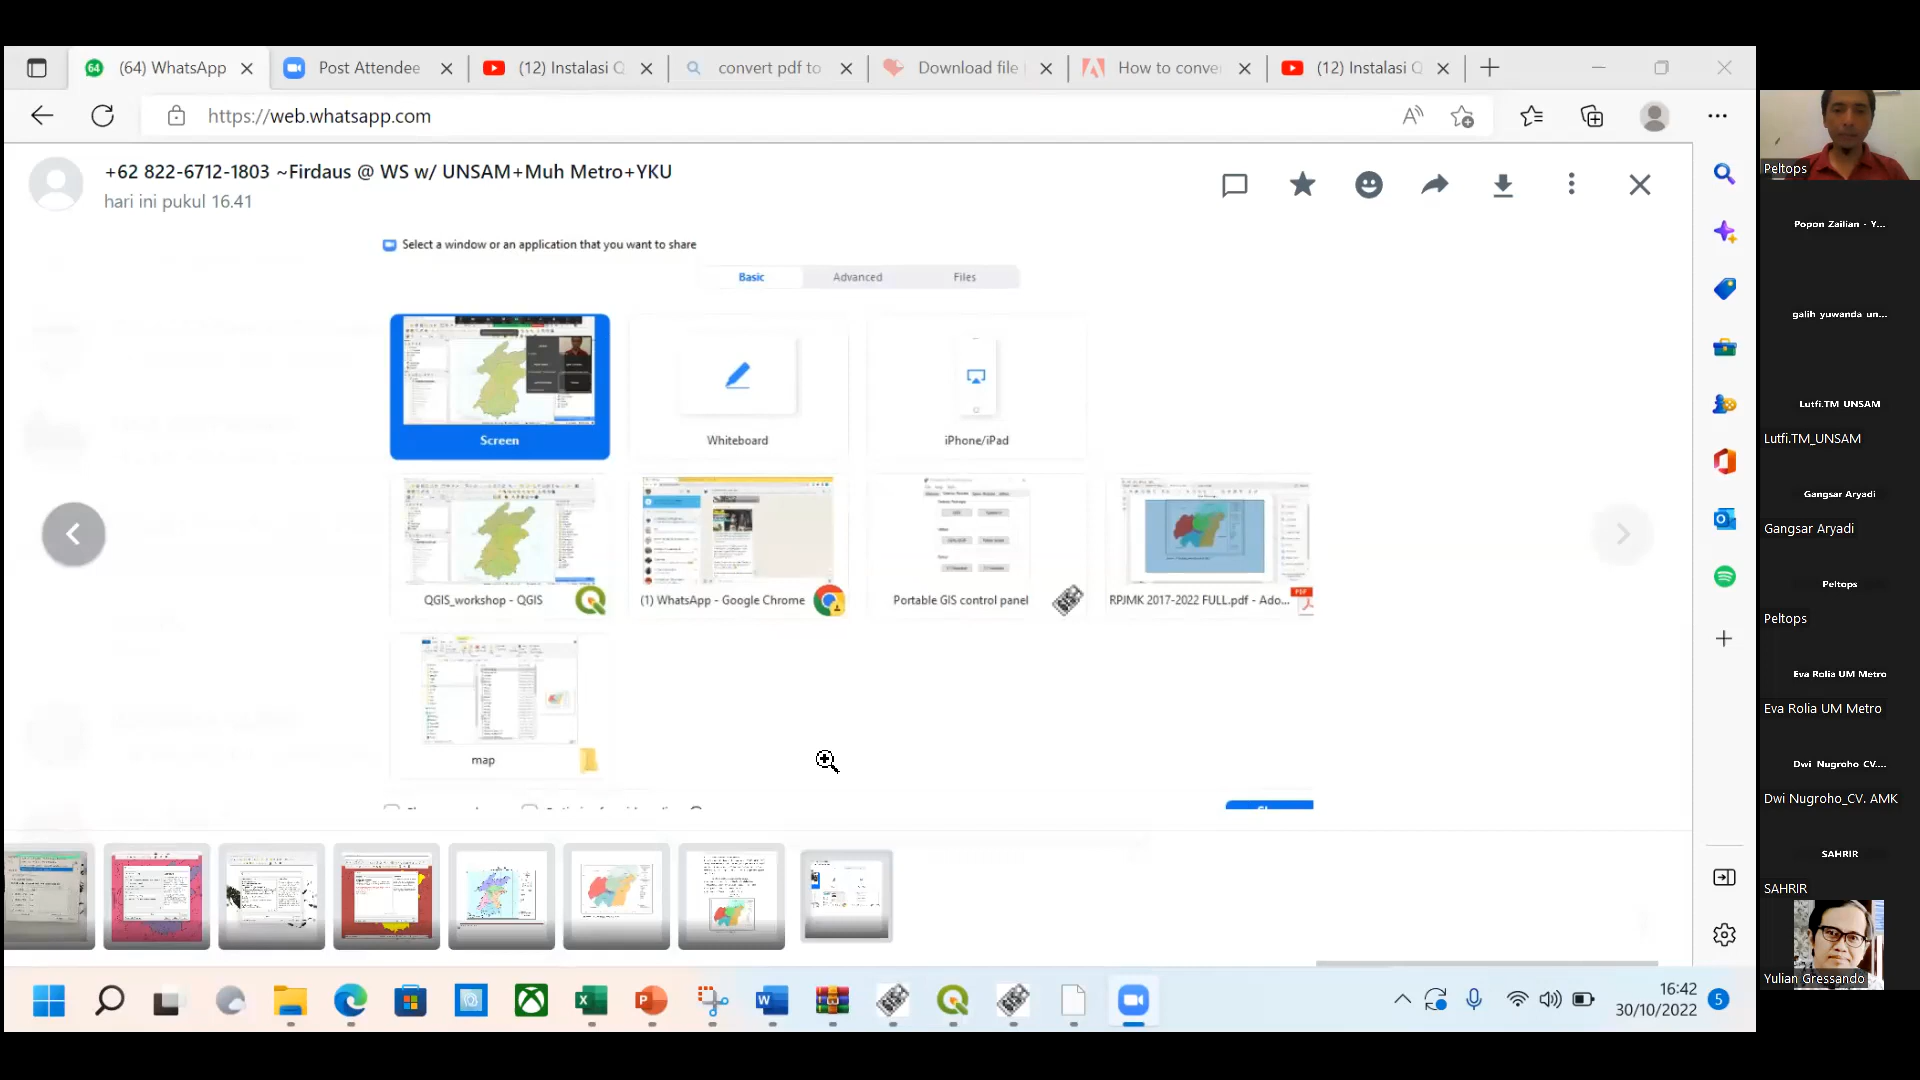 (64) WhatsApp
Post Attendee
(12) Instalasi Q
convert pdf to
Download file
How to conve
(12) Instalasi Q
https://web.whatsapp.com
+62 822-6712-1803 ~Firdaus @ WS w/ UNSAM+Muh Metro+YKU
hari ini pukul 16.41
Select a window or an application that you want to share
Basic
Advanced
Files
Screen
Whiteboard
iPhone/iPad
QGIS_workshop - QGIS
(1) WhatsApp - Google Chrome
Portable GIS control panel
RPJMK 2017-2022 FULL.pdf - Ado...
map
16:42
30/10/2022
5
Peltops
Popon Zailian - Y...
galih yuwanda un...
Lutfi.TM UNSAM
Lutfi.TM_UNSAM
Gangsar Aryadi
Gangsar Aryadi
Peltops
Peltops
Eva Rolia UM Metro
Eva Rolia UM Metro
Dwi Nugroho CV....
Dwi Nugroho_CV. AMK
SAHRIR
SAHRIR
Yulian Gressando